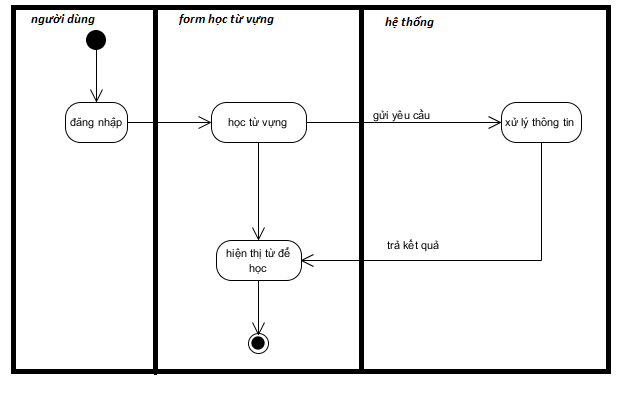 người dùng
form học từ vựng
hệ thống
đăng nhập
học từ vựng
gửi yêu cầu
xử lý thông tin
hiện thị từ để
học
trả kết quả